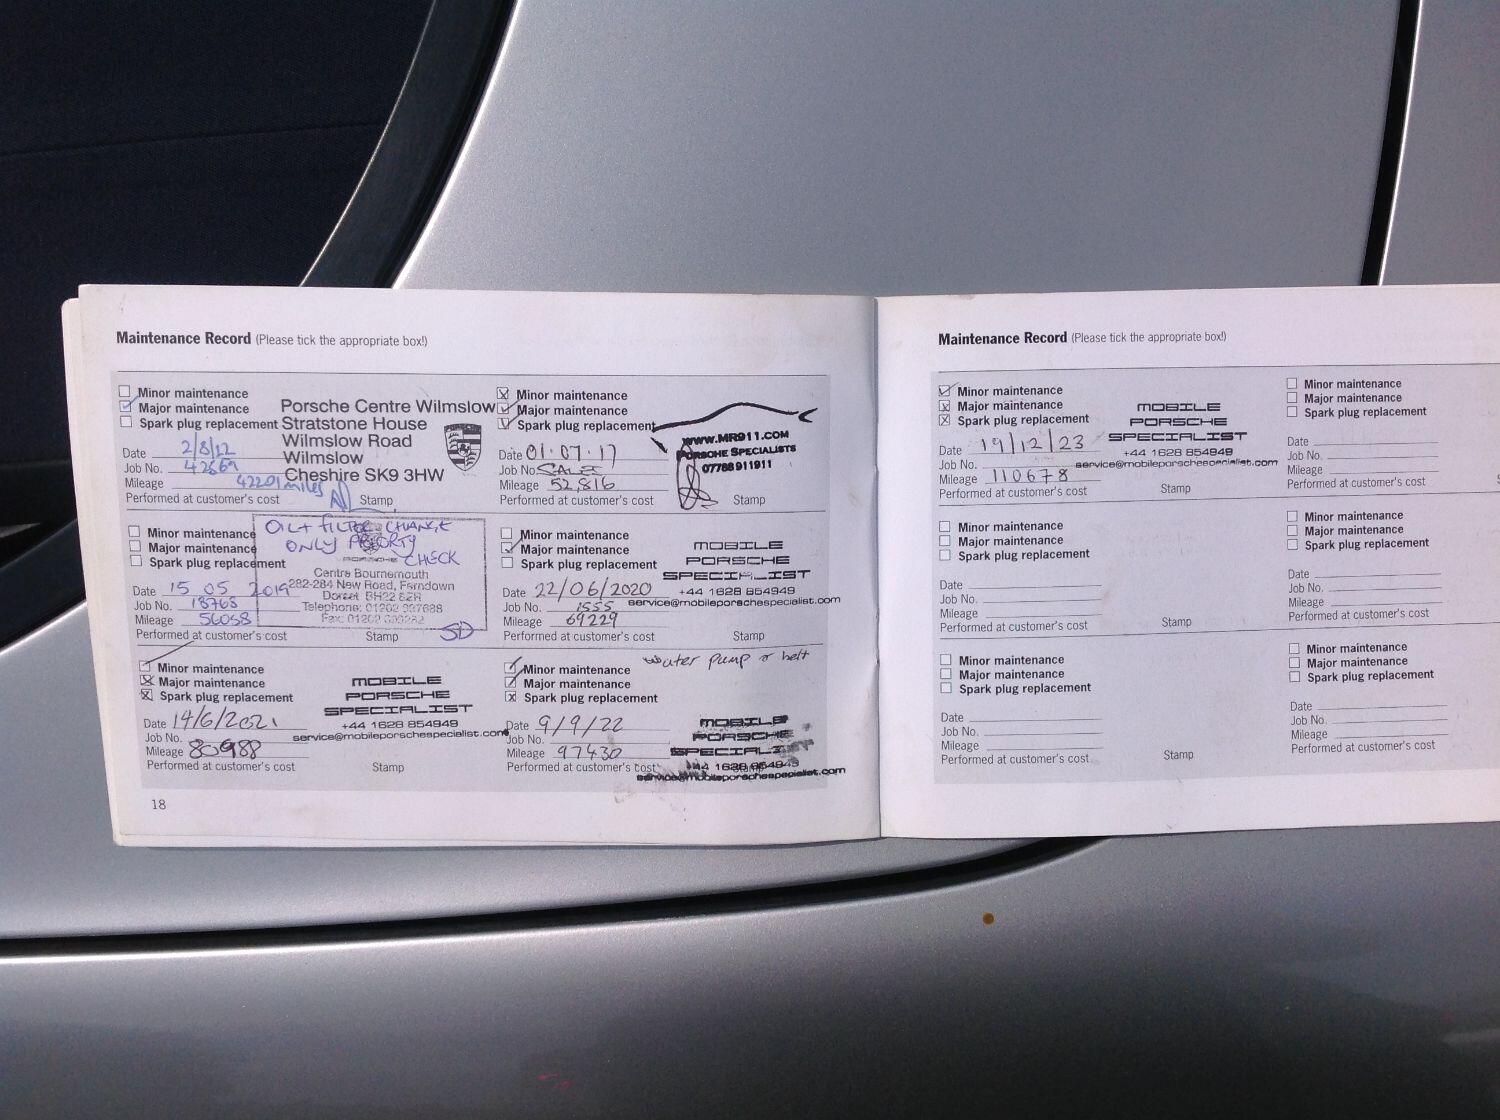 Maintenance Record (Please tick the appropriate box!)
Minor maintenance
Major maintenance
Spark plug replacement
Porsche Centre Wilmslow
Stratstone House
Wilmslow Road
Wilmslow
Cheshire SK9 3HW
Date 2/8/12
Job No. 42869
Mileage 42201 miles
Performed at customer's cost
Stamp
Minor maintenance
Major maintenance
Spark plug replacement
WWW.MR911.COM
PORSCHE SPECIALISTS
07788 911911
Date 01.07.17
Job No.
Mileage 52,816
Performed at customer's cost
Stamp
Minor maintenance
Major maintenance
Spark plug replacement
OIL + FILTER CHANGE
ONLY
CHECK
Centre Bournemouth
282-284 New Road, Ferndown
Dorset BH22 8ER
Telephone: 01202
Fax: 01202
Date 15 05 2019
Job No. 18768
Mileage 56058
Performed at customer's cost
Stamp
SD
Minor maintenance
Major maintenance
Spark plug replacement
MOBILE
PORSCHE
SPECIALIST
+44 1628 854949
service@mobileporschespecialist.com
Date 22/06/2020
Job No. 1555
Mileage 69229
Performed at customer's cost
Stamp
Minor maintenance
Major maintenance
Spark plug replacement
MOBILE
PORSCHE
SPECIALIST
+44 1628 854949
service@mobileporschespecialist.com
Date 14/6/2021
Job No.
Mileage 80988
Performed at customer's cost
Stamp
Water pump + belt
Minor maintenance
Major maintenance
Spark plug replacement
MOBILE
PORSCHE
SPECIALIST
+44 1628 854949
service@mobileporschespecialist.com
Date 9/9/22
Job No.
Mileage 97430
Performed at customer's cost
18
Maintenance Record (Please tick the appropriate box!)
Minor maintenance
Major maintenance
Spark plug replacement
MOBILE
PORSCHE
SPECIALIST
+44 1628 854949
service@mobileporschespecialist.com
Date 19/12/23
Job No.
Mileage 110678
Performed at customer's cost
Stamp
Minor maintenance
Major maintenance
Spark plug replacement
Date
Job No.
Mileage
Performed at customer's cost
Minor maintenance
Major maintenance
Spark plug replacement
Date
Job No.
Mileage
Performed at customer's cost
Stamp
Minor maintenance
Major maintenance
Spark plug replacement
Date
Job No.
Mileage
Performed at customer's cost
Minor maintenance
Major maintenance
Spark plug replacement
Date
Job No.
Mileage
Performed at customer's cost
Stamp
Minor maintenance
Major maintenance
Spark plug replacement
Date
Job No.
Mileage
Performed at customer's cost